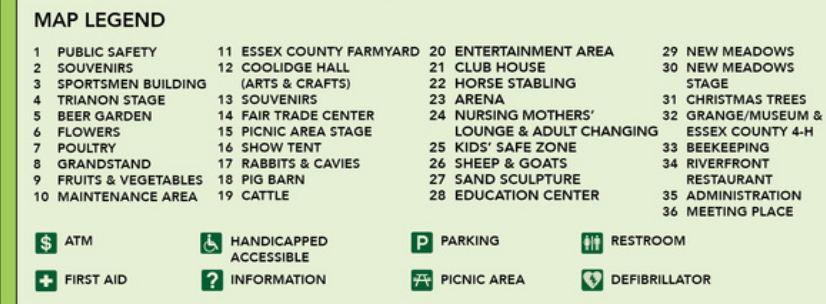 MAP LEGEND
1 PUBLIC SAFETY
2 SOUVENIRS
3 SPORTSMEN BUILDING
4 TRIANON STAGE
5 BEER GARDEN
6 FLOWERS
7 POULTRY
8 GRANDSTAND
9 FRUITS & VEGETABLES
10 MAINTENANCE AREA
11 ESSEX COUNTY FARMYARD
12 COOLIDGE HALL
(ARTS & CRAFTS)
13 SOUVENIRS
14 FAIR TRADE CENTER
15 PICNIC AREA STAGE
16 SHOW TENT
17 RABBITS & CAVIES
18 PIG BARN
19 CATTLE
20 ENTERTAINMENT AREA
21 CLUB HOUSE
22 HORSE STABLING
23 ARENA
24 NURSING MOTHERS'
LOUNGE & ADULT CHANGING
25 KIDS' SAFE ZONE
26 SHEEP & GOATS
27 SAND SCULPTURE
28 EDUCATION CENTER
29 NEW MEADOWS
30 NEW MEADOWS
STAGE
31 CHRISTMAS TREES
32 GRANGE/MUSEUM &
ESSEX COUNTY 4-H
33 BEEKEEPING
34 RIVERFRONT
RESTAURANT
35 ADMINISTRATION
36 MEETING PLACE
$ ATM
HANDICAPPED
ACCESSIBLE
P PARKING
RESTROOM
FIRST AID
? INFORMATION
PICNIC AREA
DEFIBRILLATOR